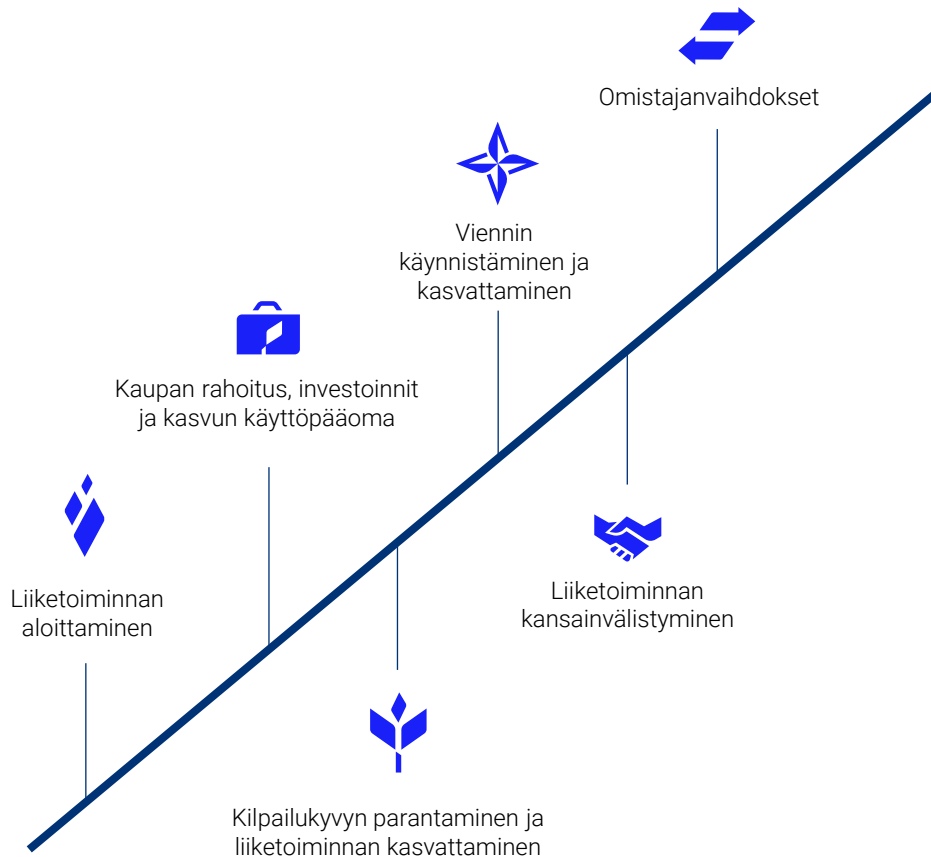 Omistajanvaihdokset
Viennin
käynnistäminen ja
kasvattaminen
Kaupan rahoitus, investoinnit
ja kasvun käyttöpääoma
Liiketoiminnan
aloittaminen
Liiketoiminnan
kansainvälistyminen
Kilpailukyvyn parantaminen ja
liiketoiminnan kasvattaminen